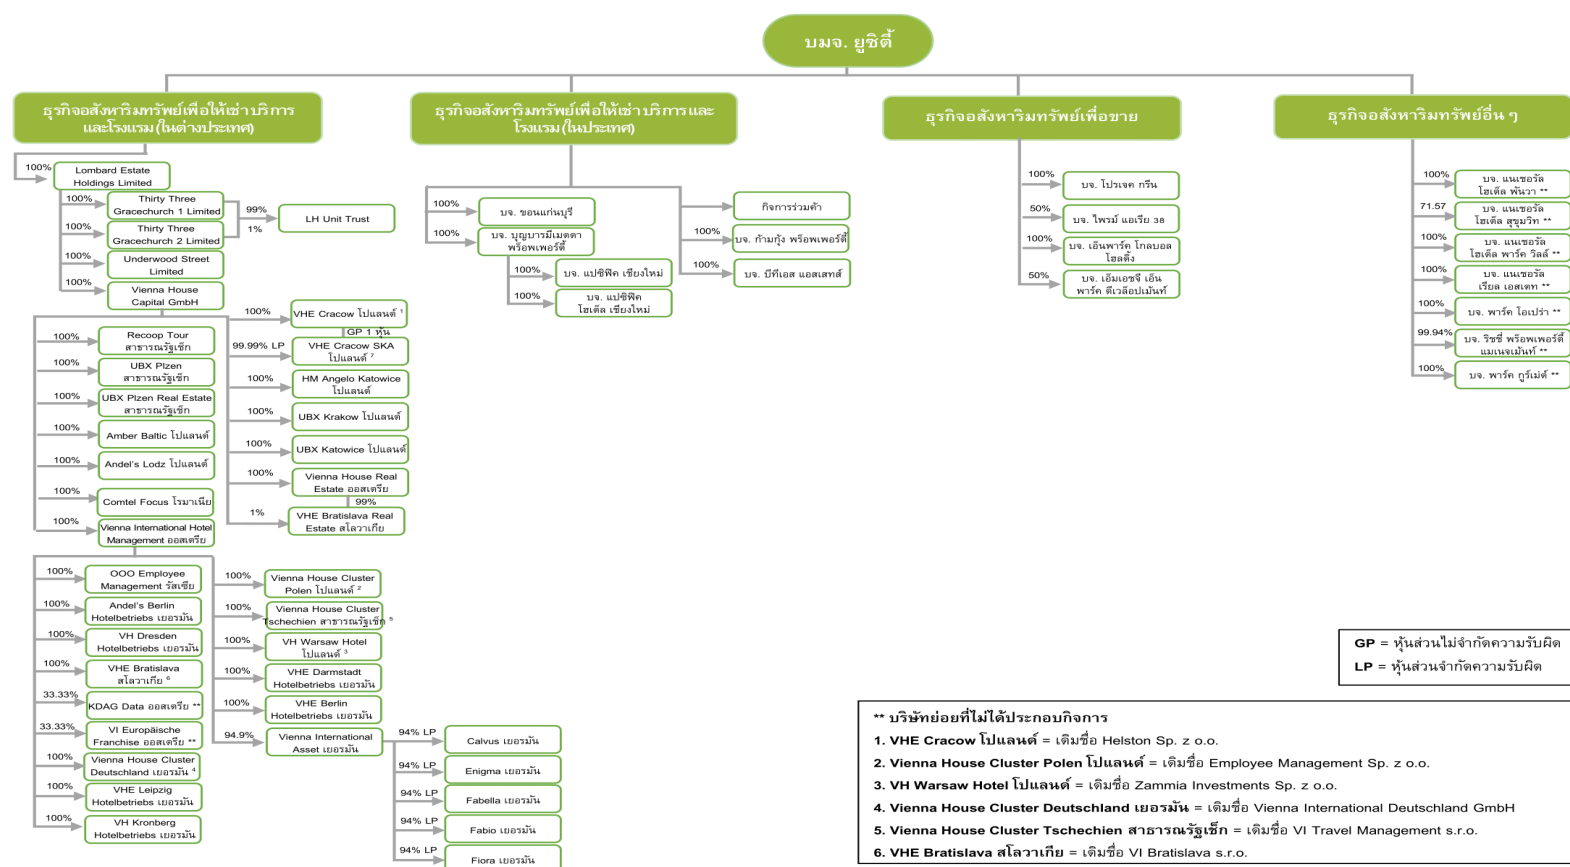 บมจ. ยูซิตี้
ธุรกิจอสังหาริมทรัพย์เพื่อให้เช่า บริการ
และโรงแรม (ในต่างประเทศ)
100%
Lombard Estate
Holdings Limited
100%
Thirty Three
Gracechurch 1 Limited
99%
LH Unit Trust
100%
Thirty Three
Gracechurch 2 Limited
1%
100%
Underwood Street
Limited
100%
Vienna House
Capital GmbH
100%
Recoop Tour
สาธารณรัฐเช็ก
100%
UBX Plzen
สาธารณรัฐเช็ก
100%
UBX Plzen Real Estate
สาธารณรัฐเช็ก
100%
Amber Baltic โปแลนด์
100%
Andel's Lodz โปแลนด์
100%
Comtel Focus โรมาเนีย
100%
Vienna International Hotel
Management ออสเตรีย
100%
VHE Cracow โปแลนด์ 1
GP 1 หุ้น
99.99% LP
VHE Cracow SKA
โปแลนด์ 7
100%
HM Angelo Katowice
โปแลนด์
100%
UBX Krakow โปแลนด์
100%
UBX Katowice โปแลนด์
100%
Vienna House Real
Estate ออสเตรีย
99%
1%
VHE Bratislava Real
Estate สโลวาเกีย
100%
OOO Employee
Management รัสเซีย
100%
Andel's Berlin
Hotelbetriebs เยอรมัน
100%
VH Dresden
Hotelbetriebs เยอรมัน
100%
VHE Bratislava
สโลวาเกีย 6
33.33%
KDAG Data ออสเตรีย **
33.33%
VI Europäische
Franchise ออสเตรีย **
100%
Vienna House Cluster
Deutschland เยอรมัน 4
100%
VHE Leipzig
Hotelbetriebs เยอรมัน
100%
VH Kronberg
Hotelbetriebs เยอรมัน
100%
Vienna House Cluster
Polen โปแลนด์ 2
100%
Vienna House Cluster
Tschechien สาธารณรัฐเช็ก 5
100%
VH Warsaw Hotel
โปแลนด์ 3
100%
VHE Darmstadt
Hotelbetriebs เยอรมัน
100%
VHE Berlin
Hotelbetriebs เยอรมัน
94.9%
Vienna International
Asset เยอรมัน
94% LP
Calvus เยอรมัน
94% LP
Enigma เยอรมัน
94% LP
Fabella เยอรมัน
94% LP
Fabio เยอรมัน
94% LP
Fiora เยอรมัน
ธุรกิจอสังหาริมทรัพย์เพื่อให้เช่า บริการ และ
โรงแรม (ในประเทศ)
100%
บจ. ขอนแก่นบุรี
100%
บจ. บุญบารมีเมตตา
พร็อพเพอร์ตี้
100%
บจ. แปซิฟิค เชียงใหม่
100%
บจ. แปซิฟิค
โฮเต็ล เชียงใหม่
กิจการร่วมค้า
100%
บจ. ก้ามกุ้ง พร็อพเพอร์ตี้
100%
บจ. บีทีเอส แอสเสทส์
ธุรกิจอสังหาริมทรัพย์เพื่อขาย
100%
บจ. โปรเจค กรีน
50%
บจ. ไพรม์ แอเรีย 38
100%
บจ. เอ็นพาร์ค โกลบอล
โฮลดิ้ง
50%
บจ. เอ็มเอชจี เอ็น
พาร์ค ดีเวล็อปเม้นท์
ธุรกิจอสังหาริมทรัพย์อื่น ๆ
100%
บจ. แนเชอรัล
โฮเต็ล พันวา **
71.57
บจ. แนเชอรัล
โฮเต็ล สุขุมวิท **
100%
บจ. แนเชอรัล
โฮเต็ล พาร์ค วิลล์ **
100%
บจ. แนเชอรัล
เรียล เอสเตท **
100%
บจ. พาร์ค โอเปร่า **
99.94%
บจ. ริชชี่ พร็อพเพอร์ตี้
แมเนจเม้นท์ **
100%
บจ. พาร์ค กูร์เม่ต์ **
GP = หุ้นส่วนไม่จำกัดความรับผิด
LP = หุ้นส่วนจำกัดความรับผิด
** บริษัทย่อยที่ไม่ได้ประกอบกิจการ
1. VHE Cracow โปแลนด์ = เดิมชื่อ Helston Sp. z o.o.
2. Vienna House Cluster Polen โปแลนด์ = เดิมชื่อ Employee Management Sp. z o.o.
3. VH Warsaw Hotel โปแลนด์ = เดิมชื่อ Zammia Investments Sp. z o.o.
4. Vienna House Cluster Deutschland เยอรมัน = เดิมชื่อ Vienna International Deutschland GmbH
5. Vienna House Cluster Tschechien สาธารณรัฐเช็ก = เดิมชื่อ VI Travel Management s.r.o.
6. VHE Bratislava สโลวาเกีย = เดิมชื่อ VI Bratislava s.r.o.